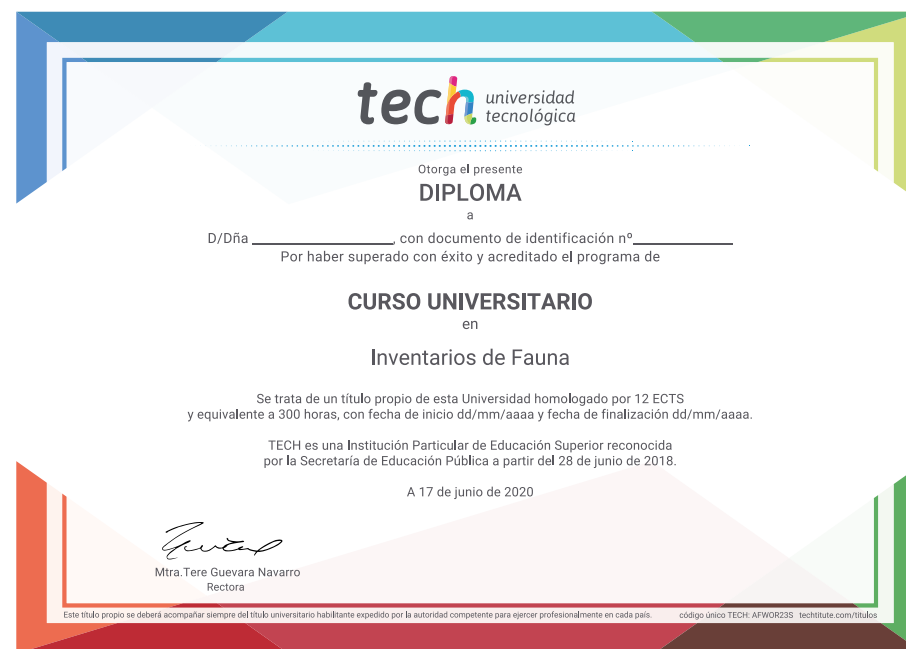 tech universidad
tecnológica
Otorga el presente
DIPLOMA
a
D/Dña ____________________, con documento de identificación nº______________
Por haber superado con éxito y acreditado el programa de
CURSO UNIVERSITARIO
en
Inventarios de Fauna
Se trata de un título propio de esta Universidad homologado por 12 ECTS
y equivalente a 300 horas, con fecha de inicio dd/mm/aaaa y fecha de finalización dd/mm/aaaa.
TECH es una Institución Particular de Educación Superior reconocida
por la Secretaría de Educación Pública a partir del 28 de junio de 2018.
A 17 de junio de 2020
Mtra.Tere Guevara Navarro
Rectora
Este título propio se deberá acompañar siempre del título universitario habilitante expedido por la autoridad competente para ejercer profesionalmente en cada país. código único TECH: AFWOR23S techtitute.com/titulos